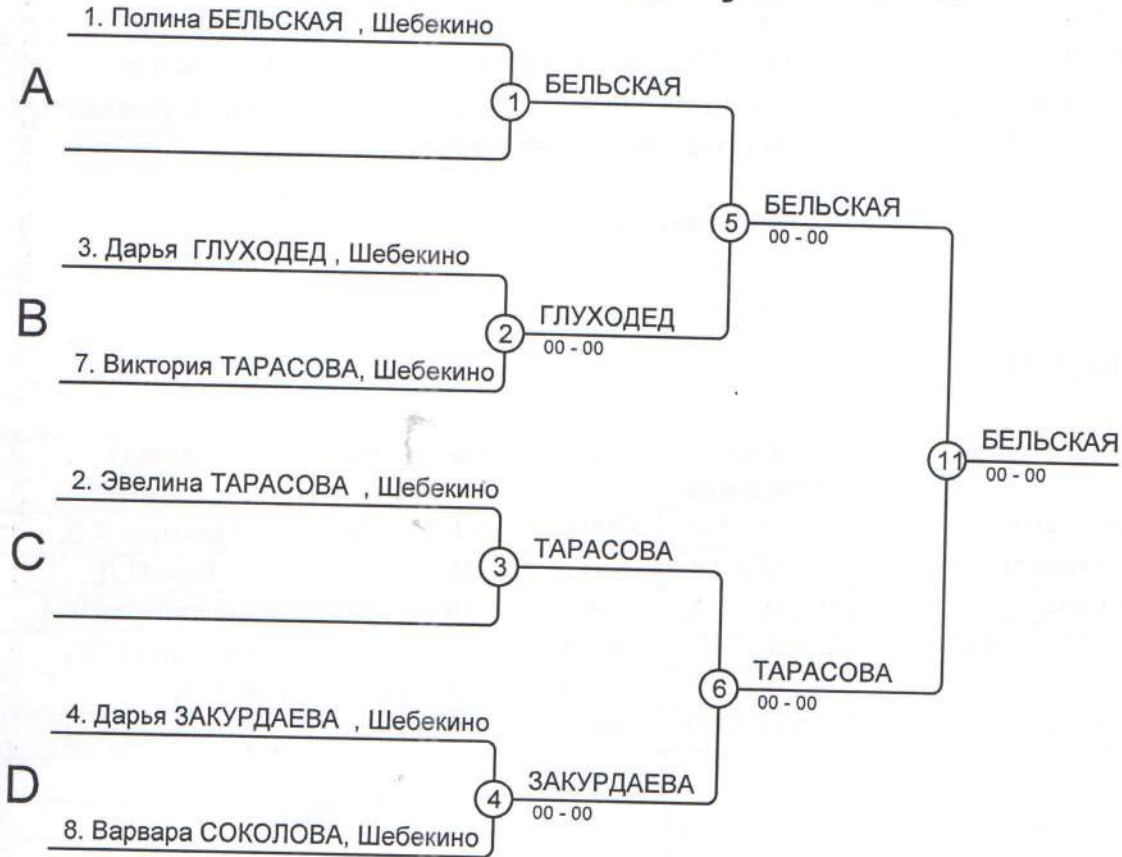 1. Полина БЕЛЬСКАЯ , Шебекино
A
1
БЕЛЬСКАЯ
5
БЕЛЬСКАЯ
00 - 00
3. Дарья ГЛУХОДЕД , Шебекино
B
2
ГЛУХОДЕД
00 - 00
7. Виктория ТАРАСОВА, Шебекино
11
БЕЛЬСКАЯ
00 - 00
2. Эвелина ТАРАСОВА , Шебекино
C
3
ТАРАСОВА
6
ТАРАСОВА
00 - 00
4. Дарья ЗАКУРДАЕВА , Шебекино
D
4
ЗАКУРДАЕВА
00 - 00
8. Варвара СОКОЛОВА, Шебекино